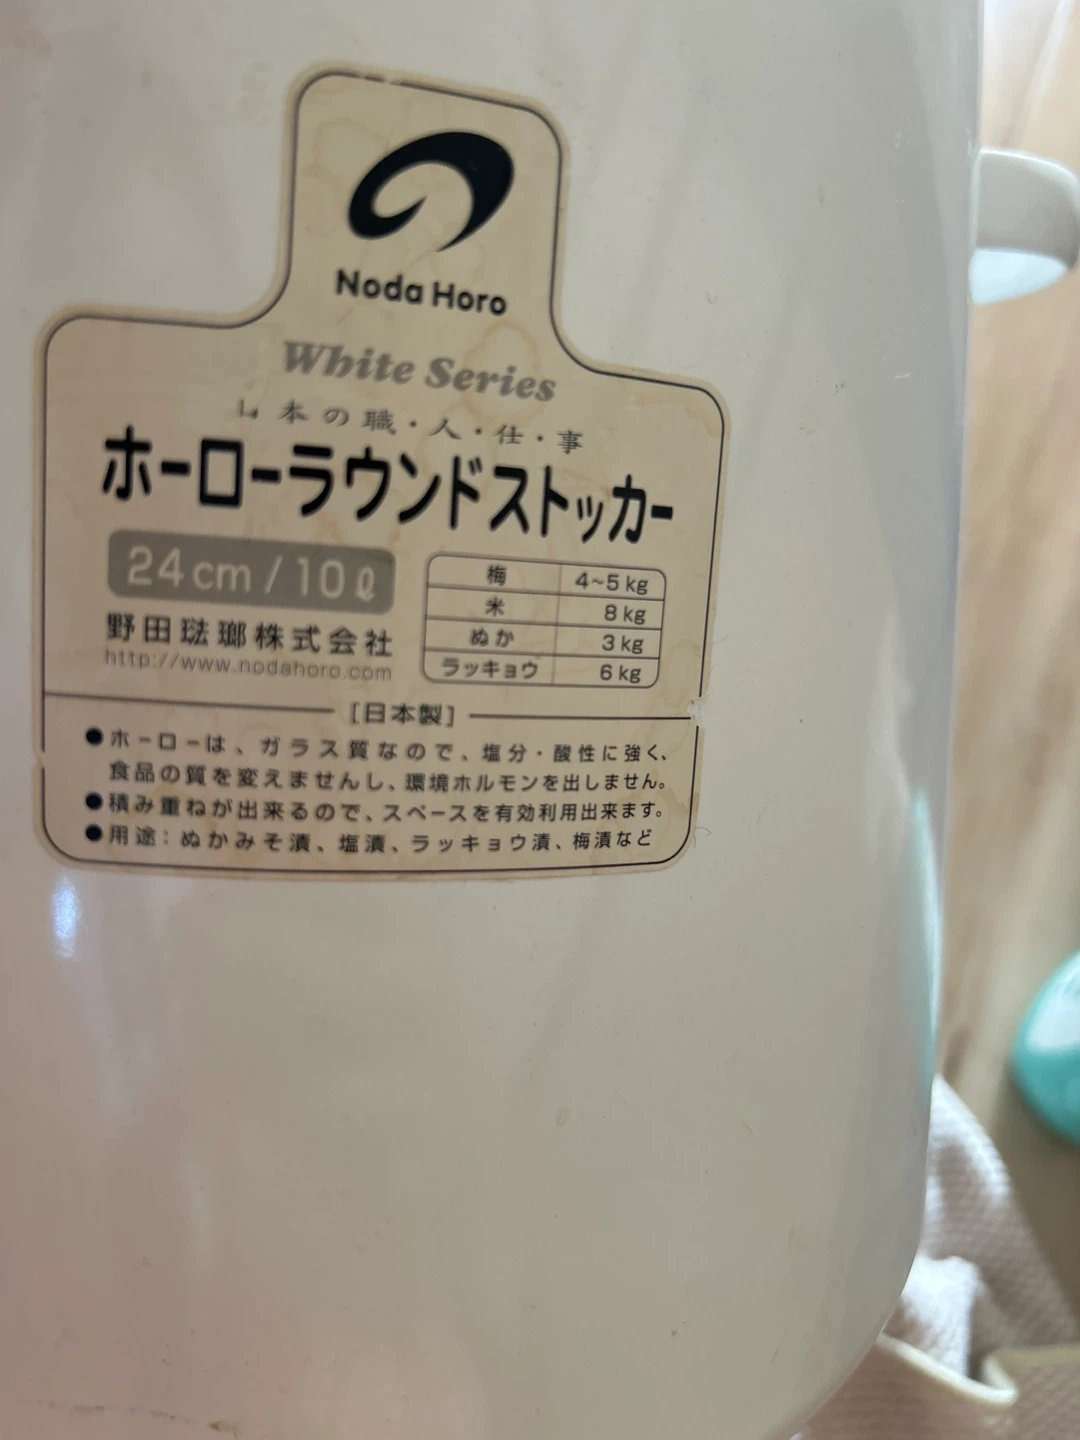 Noda Horo
White Series
日本の職・人・仕・事
ホーローラウンドストッカー
24cm / 10ℓ
野田琺瑯株式会社
http://www.nodahoro.com
梅 4~5kg
米 8kg
ぬか 3kg
ラッキョウ 6kg
[日本製]
●ホーローは、ガラス質なので、塩分・酸性に強く、
食品の質を変えませんし、環境ホルモンを出しません。
●積み重ねが出来るので、スペースを有効利用出来ます。
●用途：ぬかみそ漬、塩漬、ラッキョウ漬、梅漬など